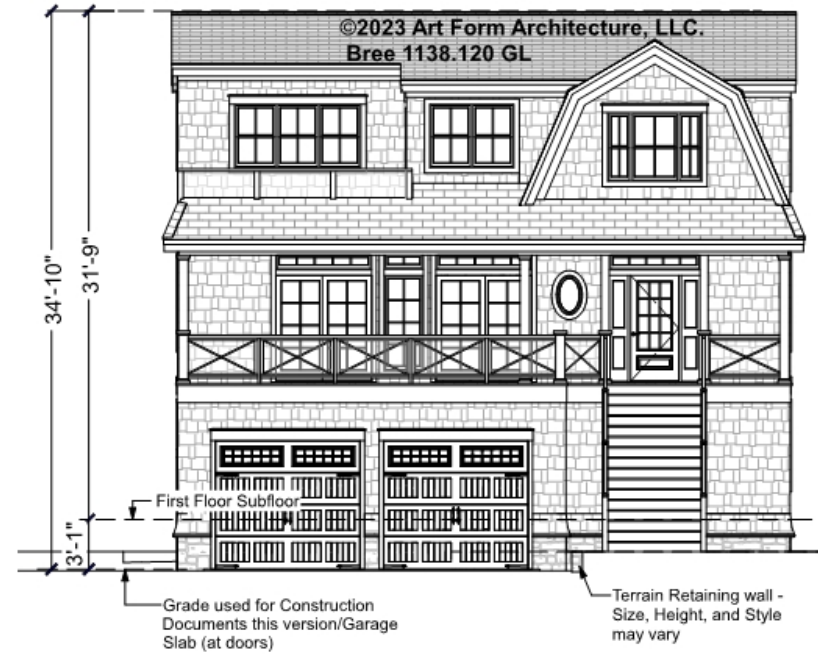 ©2023 Art Form Architecture, LLC.
Bree 1138.120 GL
34'-10"
31'-9"
First Floor Subfloor
3'-1"
Grade used for Construction
Documents this version/Garage
Slab (at doors)
Terrain Retaining wall -
Size, Height, and Style
may vary